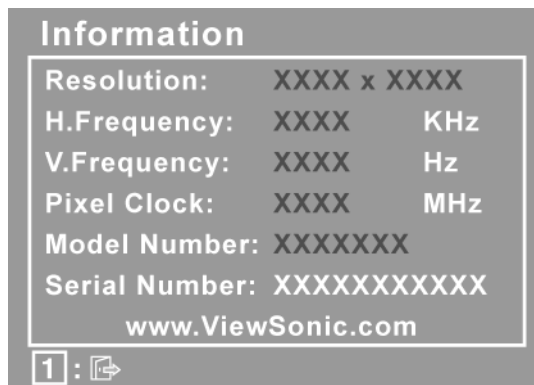 Information
Resolution: XXXX x XXXX
H.Frequency: XXXX KHz
V.Frequency: XXXX Hz
Pixel Clock: XXXX MHz
Model Number: XXXXXXX
Serial Number: XXXXXXXXXXX
www.ViewSonic.com
1 :